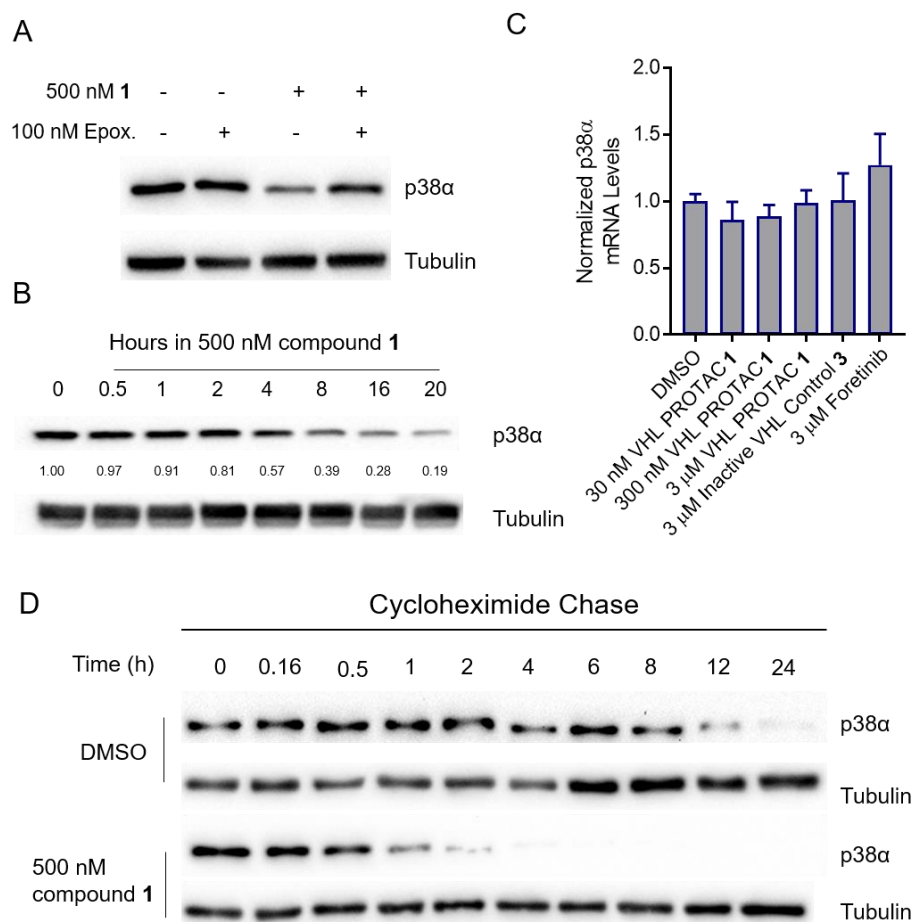 A
500 nM 1 - - + +
100 nM Epox. - + - +
p38α
Tubulin
B
Hours in 500 nM compound 1
0 0.5 1 2 4 8 16 20
p38α
1.00 0.97 0.91 0.81 0.57 0.39 0.28 0.19
Tubulin
C
Normalized p38α
mRNA Levels
2.0
1.5
1.0
0.5
0.0
DMSO
30 nM VHL PROTAC 1
300 nM VHL PROTAC 1
3 μM VHL PROTAC 1
3 μM Inactive VHL Control 3
3 μM Foretinib
D
Cycloheximide Chase
Time (h) 0 0.16 0.5 1 2 4 6 8 12 24
DMSO
p38α
Tubulin
500 nM
compound 1
p38α
Tubulin